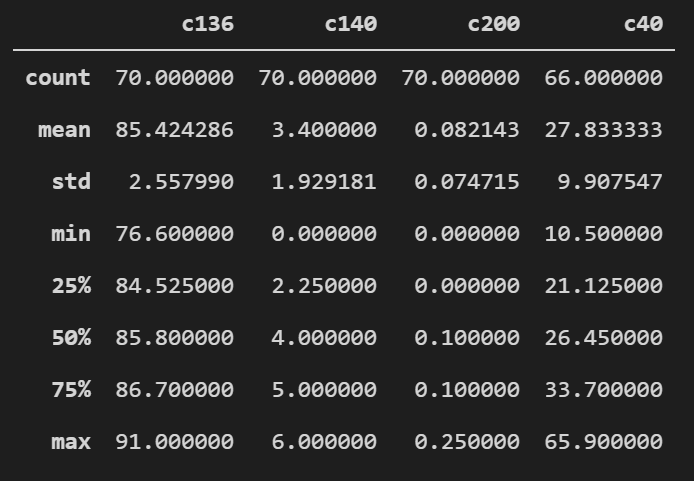 c136 c140 c200 c40
count 70.000000 70.000000 70.000000 66.000000
mean 85.424286 3.400000 0.082143 27.833333
std 2.557990 1.929181 0.074715 9.907547
min 76.600000 0.000000 0.000000 10.500000
25% 84.525000 2.250000 0.000000 21.125000
50% 85.800000 4.000000 0.100000 26.450000
75% 86.700000 5.000000 0.100000 33.700000
max 91.000000 6.000000 0.250000 65.900000